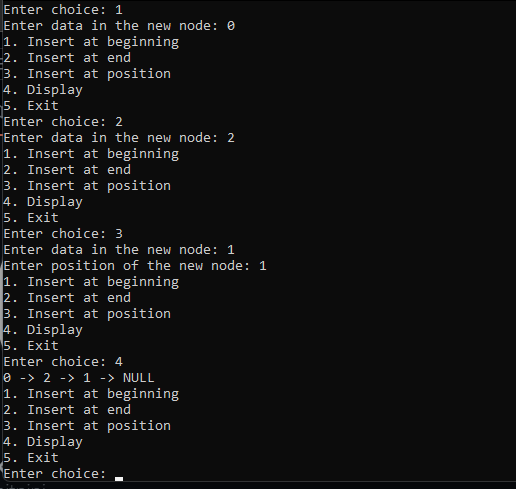 Enter choice: 1
Enter data in the new node: 0
1. Insert at beginning
2. Insert at end
3. Insert at position
4. Display
5. Exit
Enter choice: 2
Enter data in the new node: 2
1. Insert at beginning
2. Insert at end
3. Insert at position
4. Display
5. Exit
Enter choice: 3
Enter data in the new node: 1
Enter position of the new node: 1
1. Insert at beginning
2. Insert at end
3. Insert at position
4. Display
5. Exit
Enter choice: 4
0 -> 2 -> 1 -> NULL
1. Insert at beginning
2. Insert at end
3. Insert at position
4. Display
5. Exit
Enter choice: